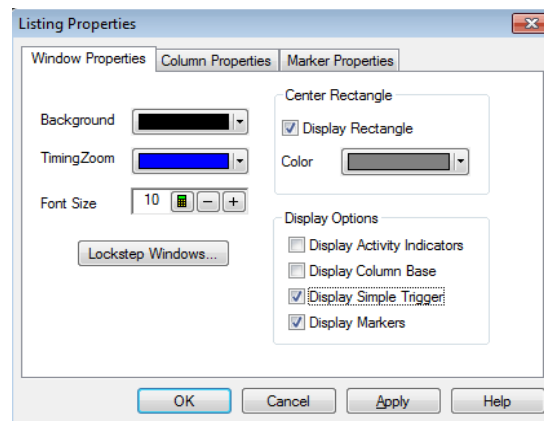 Listing Properties
Window Properties
Column Properties
Marker Properties
Background
TimingZoom
Font Size
10
Lockstep Windows...
Center Rectangle
Display Rectangle
Color
Display Options
Display Activity Indicators
Display Column Base
Display Simple Trigger
Display Markers
OK
Cancel
Apply
Help